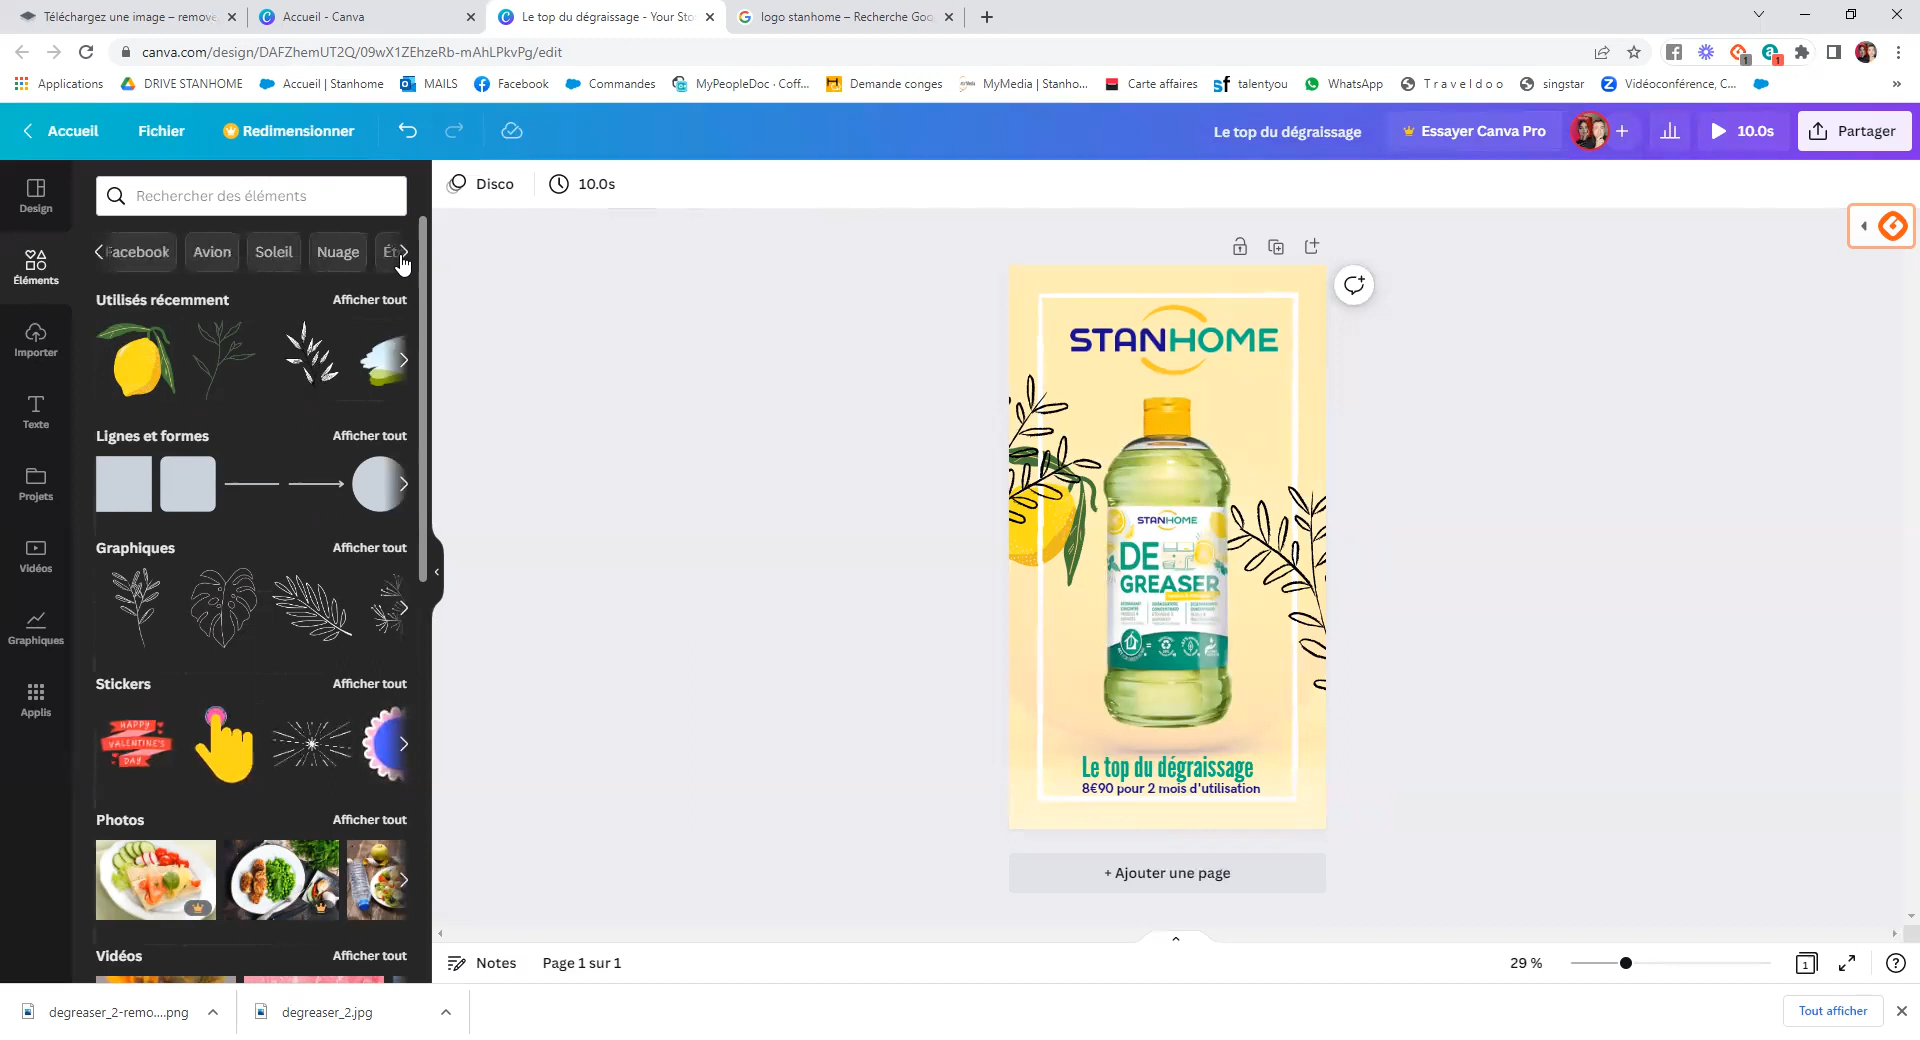 Téléchargez une image – remove
Accueil - Canva
Le top du dégraissage - Your Sto
logo stanhome – Recherche Goo
canva.com/design/DAFZhemUT2Q/09wX1ZEhzeRb-mAhLPkvPg/edit
Applications
DRIVE STANHOME
Accueil | Stanhome
MAILS
Facebook
Commandes
MyPeopleDoc · Coff...
Demande conges
MyMedia | Stanho...
Carte affaires
talentyou
WhatsApp
T r a v e l d o o
singstar
Vidéoconférence, C...
Accueil
Fichier
Redimensionner
Le top du dégraissage
Essayer Canva Pro
10.0s
Partager
Design
Éléments
Importer
Texte
Projets
Vidéos
Graphiques
Applis
Rechercher des éléments
Facebook
Avion
Soleil
Nuage
Utilisés récemment
Afficher tout
Lignes et formes
Afficher tout
Graphiques
Afficher tout
Stickers
Afficher tout
HAPPY
VALENTINE'S
DAY
Photos
Afficher tout
Vidéos
Afficher tout
Disco
10.0s
STANHOME
STANHOME
DE
GREASER
Le top du dégraissage
8€90 pour 2 mois d'utilisation
+ Ajouter une page
Notes
Page 1 sur 1
29 %
1
degreaser_2-remo....png
degreaser_2.jpg
Tout afficher